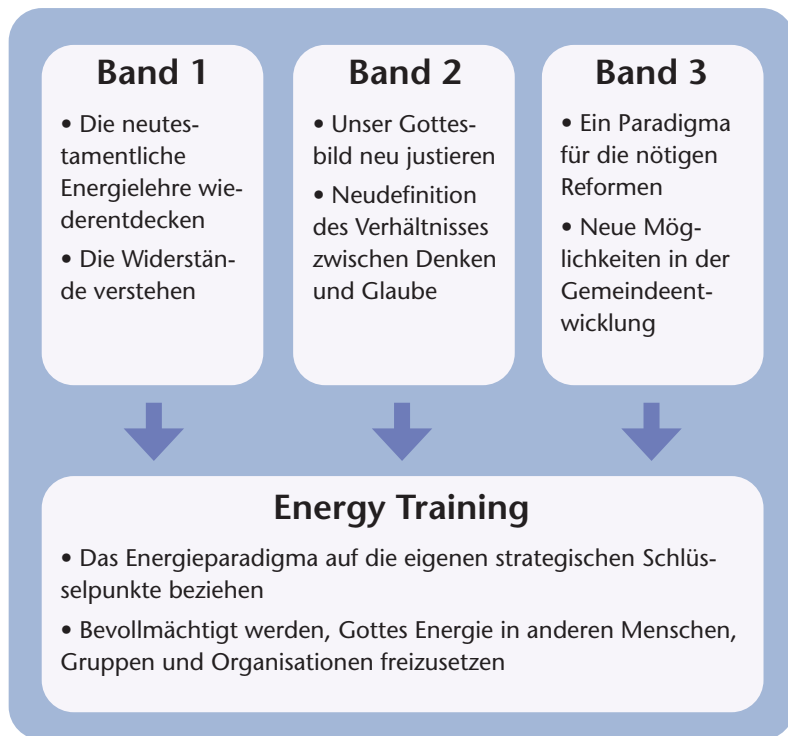 Band 1
• Die neutes-
tamentliche
Energielehre wie-
derentdecken
• Die Widerstän-
de verstehen
Band 2
• Unser Gottes-
bild neu justieren
• Neudefinition
des Verhältnisses
zwischen Denken
und Glaube
Band 3
• Ein Paradigma
für die nötigen
Reformen
• Neue Mög-
lichkeiten in der
Gemeindeent-
wicklung
Energy Training
• Das Energieparadigma auf die eigenen strategischen Schlüs-
selpunkte beziehen
• Bevollmächtigt werden, Gottes Energie in anderen Menschen,
Gruppen und Organisationen freizusetzen